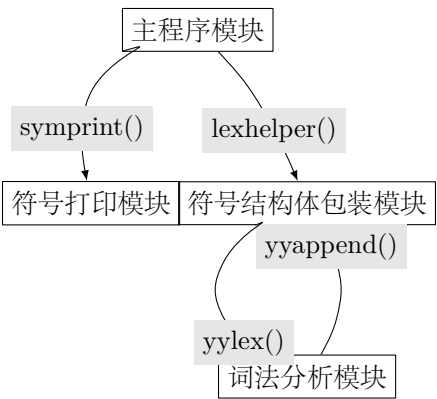 主程序模块
symprint()
lexhelper()
符号打印模块
符号结构体包装模块
yyappend()
yylex()
词法分析模块